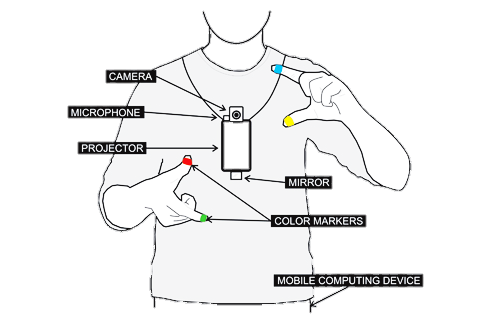 CAMERA
MICROPHONE
PROJECTOR
MIRROR
COLOR MARKERS
MOBILE COMPUTING DEVICE